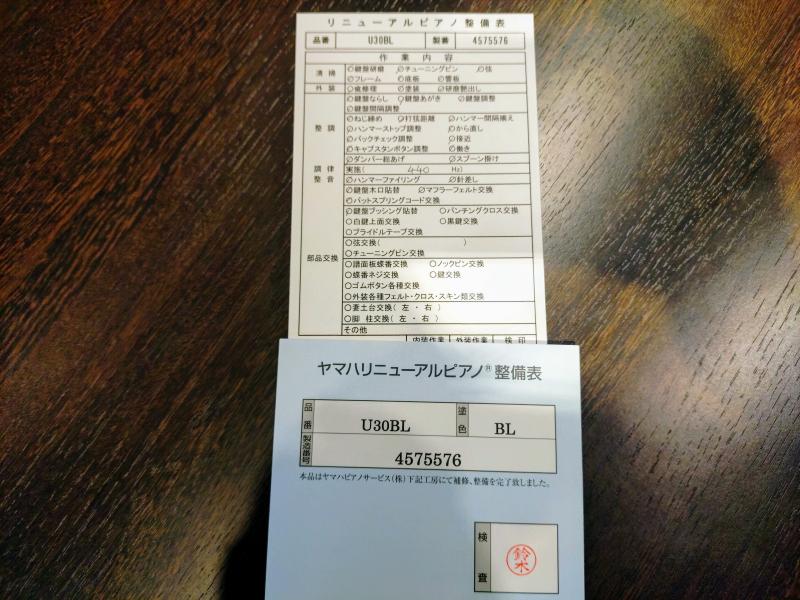 リニューアルピアノ整備表
品番 U30BL 製番 4575576
作業内容
清掃 ∅鍵盤研磨 ∅チューニングピン ∅弦
∅フレーム ∅底板 ∅響板
外装 ○疵修理 ∅塗装 ∅研磨艶出し
∅鍵盤ならし ∅鍵盤あがき ∅鍵盤調整
∅鍵盤間隔調整
整調 ∅ねじ締め ∅打弦距離 ∅ハンマー間隔揃え
∅ハンマーストップ調整 ∅から直し
∅バックチェック調整 ∅接近
∅キャプスタンボタン調整 ∅働き
∅ダンパー総あげ ∅スプーン掛け
調律 実施( 440 Hz)
整音 ∅ハンマーファイリング ∅針差し
∅鍵盤木口貼替 ∅マフラーフェルト交換
∅バットスプリングコード交換
∅鍵盤ブッシング貼替 ○パンチングクロス交換
○白鍵上面交換 ○黒鍵交換
○ブライドルテープ交換
部品交換 ○弦交換( )
○チューニングピン交換
○譜面板蝶番交換 ○ノックピン交換
○蝶番ネジ交換 ○鍵交換
○ゴムボタン各種交換
○外装各種フェルト・クロス・スキン類交換
○妻土台交換( 左 ・ 右 )
○脚 柱交換( 左 ・ 右 )
その他
内装作業 外装作業 検印
ヤマハリニューアルピアノ®整備表
品番 U30BL 塗色 BL
製造番号 4575576
本品はヤマハピアノサービス(株)下記工房にて補修、整備を完了致しました。
検査 鈴木